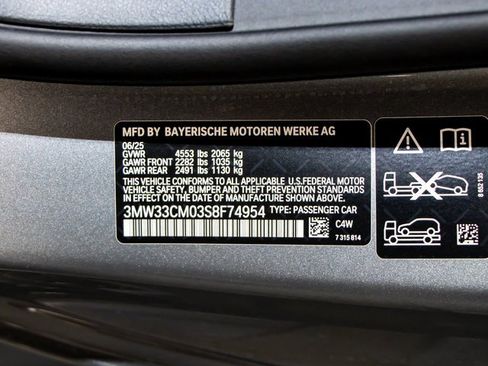 MFD BY BAYERISCHE MOTOREN WERKE AG
06/25
GVWR 4553 lbs 2065 kg
GAWR FRONT 2282 lbs 1035 kg
GAWR REAR 2491 lbs 1130 kg
THIS VEHICLE CONFORMS TO ALL APPLICABLE U.S.FEDERAL MOTOR
VEHICLE SAFETY, BUMPER AND THEFT PREVENTION STANDARDS
IN EFFECT ON THE DATE OF MANUFACTURE SHOWN ABOVE.
3MW33CM03S8F74954 TYPE: PASSENGER CAR
C4W
7 315 814
8 652 135